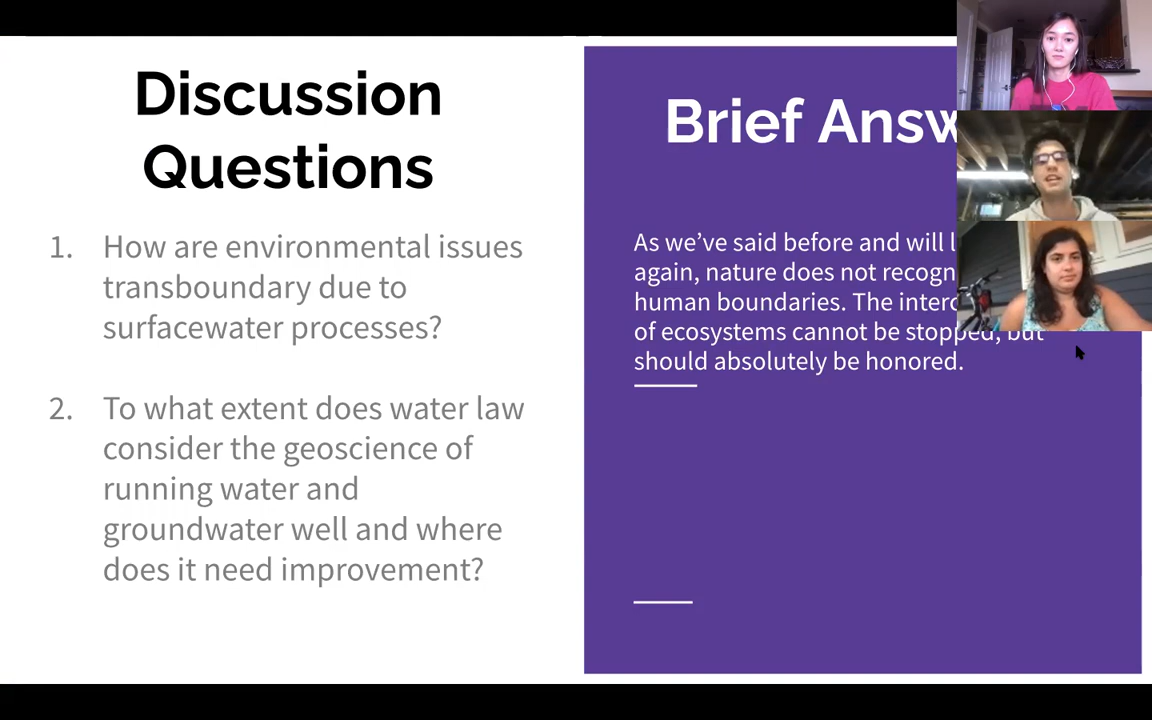 Discussion
Questions
1. How are environmental issues
transboundary due to
surfacewater processes?
2. To what extent does water law
consider the geoscience of
running water and
groundwater well and where
does it need improvement?
Brief Answ
As we've said before and will l
again, nature does not recogn
human boundaries. The interc
of ecosystems cannot be stopped, but
should absolutely be honored.